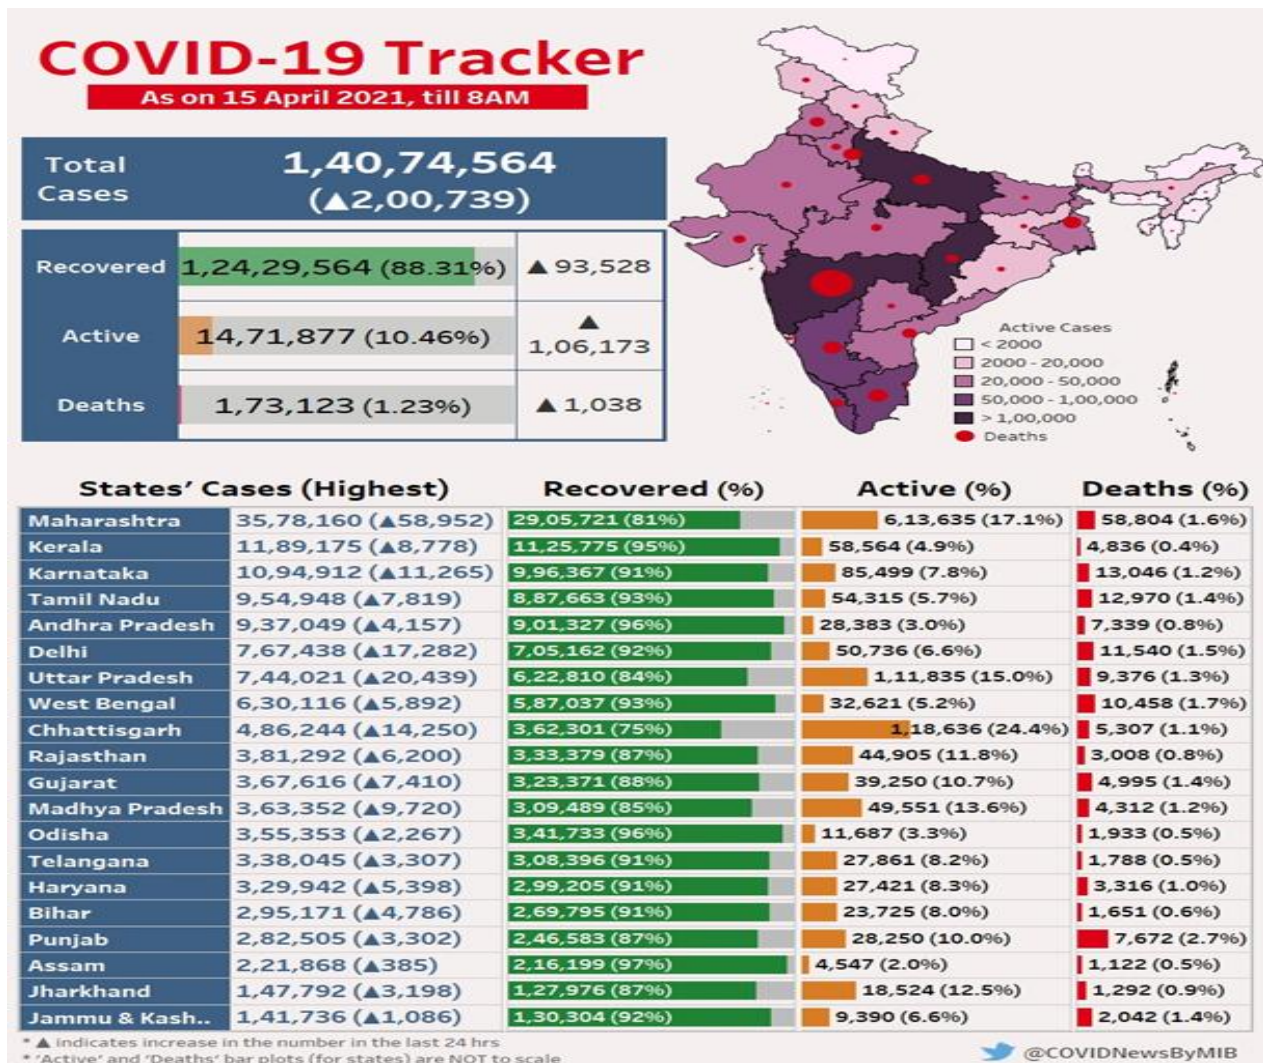 COVID-19 Tracker
As on 15 April 2021, till 8AM
Total Cases 1,40,74,564
(▲2,00,739)
Recovered 1,24,29,564 (88.31%) ▲ 93,528
Active 14,71,877 (10.46%) ▲ 1,06,173
Deaths 1,73,123 (1.23%) ▲ 1,038
Active Cases
< 2000
2000 - 20,000
20,000 - 50,000
50,000 - 1,00,000
> 1,00,000
Deaths
States' Cases (Highest) Recovered (%) Active (%) Deaths (%)
Maharashtra 35,78,160 (▲58,952) 29,05,721 (81%) 6,13,635 (17.1%) 58,804 (1.6%)
Kerala 11,89,175 (▲8,778) 11,25,775 (95%) 58,564 (4.9%) 4,836 (0.4%)
Karnataka 10,94,912 (▲11,265) 9,96,367 (91%) 85,499 (7.8%) 13,046 (1.2%)
Tamil Nadu 9,54,948 (▲7,819) 8,87,663 (93%) 54,315 (5.7%) 12,970 (1.4%)
Andhra Pradesh 9,37,049 (▲4,157) 9,01,327 (96%) 28,383 (3.0%) 7,339 (0.8%)
Delhi 7,67,438 (▲17,282) 7,05,162 (92%) 50,736 (6.6%) 11,540 (1.5%)
Uttar Pradesh 7,44,021 (▲20,439) 6,22,810 (84%) 1,11,835 (15.0%) 9,376 (1.3%)
West Bengal 6,30,116 (▲5,892) 5,87,037 (93%) 32,621 (5.2%) 10,458 (1.7%)
Chhattisgarh 4,86,244 (▲14,250) 3,62,301 (75%) 1,18,636 (24.4%) 5,307 (1.1%)
Rajasthan 3,81,292 (▲6,200) 3,33,379 (87%) 44,905 (11.8%) 3,008 (0.8%)
Gujarat 3,67,616 (▲7,410) 3,23,371 (88%) 39,250 (10.7%) 4,995 (1.4%)
Madhya Pradesh 3,63,352 (▲9,720) 3,09,489 (85%) 49,551 (13.6%) 4,312 (1.2%)
Odisha 3,55,353 (▲2,267) 3,41,733 (96%) 11,687 (3.3%) 1,933 (0.5%)
Telangana 3,38,045 (▲3,307) 3,08,396 (91%) 27,861 (8.2%) 1,788 (0.5%)
Haryana 3,29,942 (▲5,398) 2,99,205 (91%) 27,421 (8.3%) 3,316 (1.0%)
Bihar 2,95,171 (▲4,786) 2,69,795 (91%) 23,725 (8.0%) 1,651 (0.6%)
Punjab 2,82,505 (▲3,302) 2,46,583 (87%) 28,250 (10.0%) 7,672 (2.7%)
Assam 2,21,868 (▲385) 2,16,199 (97%) 4,547 (2.0%) 1,122 (0.5%)
Jharkhand 1,47,792 (▲3,198) 1,27,976 (87%) 18,524 (12.5%) 1,292 (0.9%)
Jammu & Kash.. 1,41,736 (▲1,086) 1,30,304 (92%) 9,390 (6.6%) 2,042 (1.4%)
* ▲ indicates increase in the number in the last 24 hrs
* 'Active' and 'Deaths' bar plots (for states) are NOT to scale
@COVIDNewsByMIB